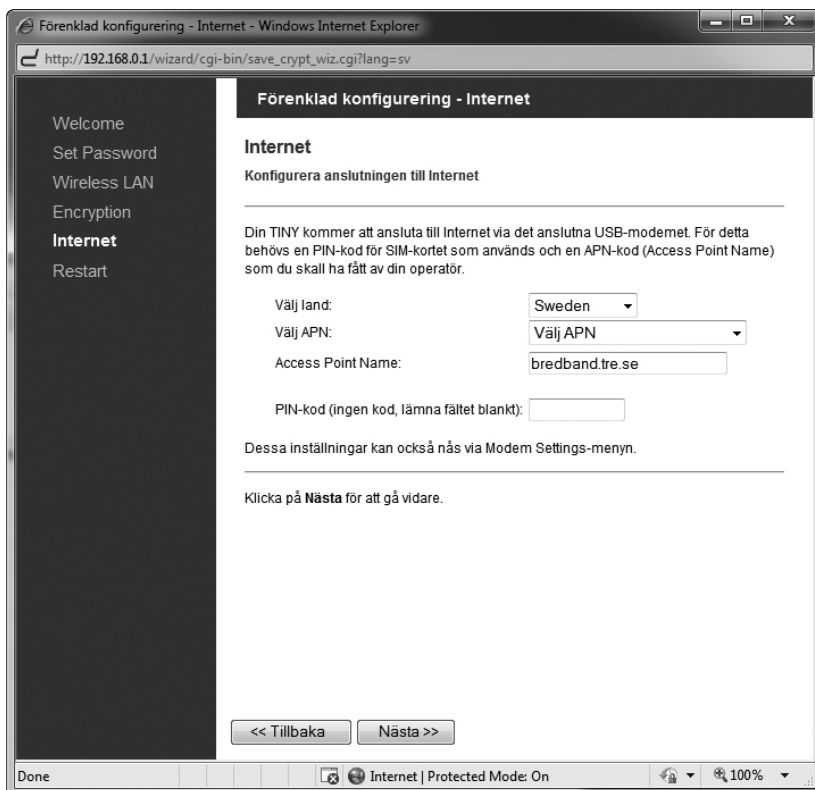 Förenklad konfigurering - Internet - Windows Internet Explorer
http://192.168.0.1/wizard/cgi-bin/save_crypt_wiz.cgi?lang=sv
Welcome
Set Password
Wireless LAN
Encryption
Internet
Restart
Förenklad konfigurering - Internet
Internet
Konfigurera anslutningen till Internet
Din TINY kommer att ansluta till Internet via det anslutna USB-modemet. För detta
behövs en PIN-kod för SIM-kortet som används och en APN-kod (Access Point Name)
som du skall ha fått av din operatör.
Välj land: Sweden
Välj APN: Välj APN
Access Point Name: bredband.tre.se
PIN-kod (ingen kod, lämna fältet blankt):
Dessa inställningar kan också nås via Modem Settings-menyn.
Klicka på Nästa för att gå vidare.
<< Tillbaka Nästa >>
Done Internet | Protected Mode: On 100%